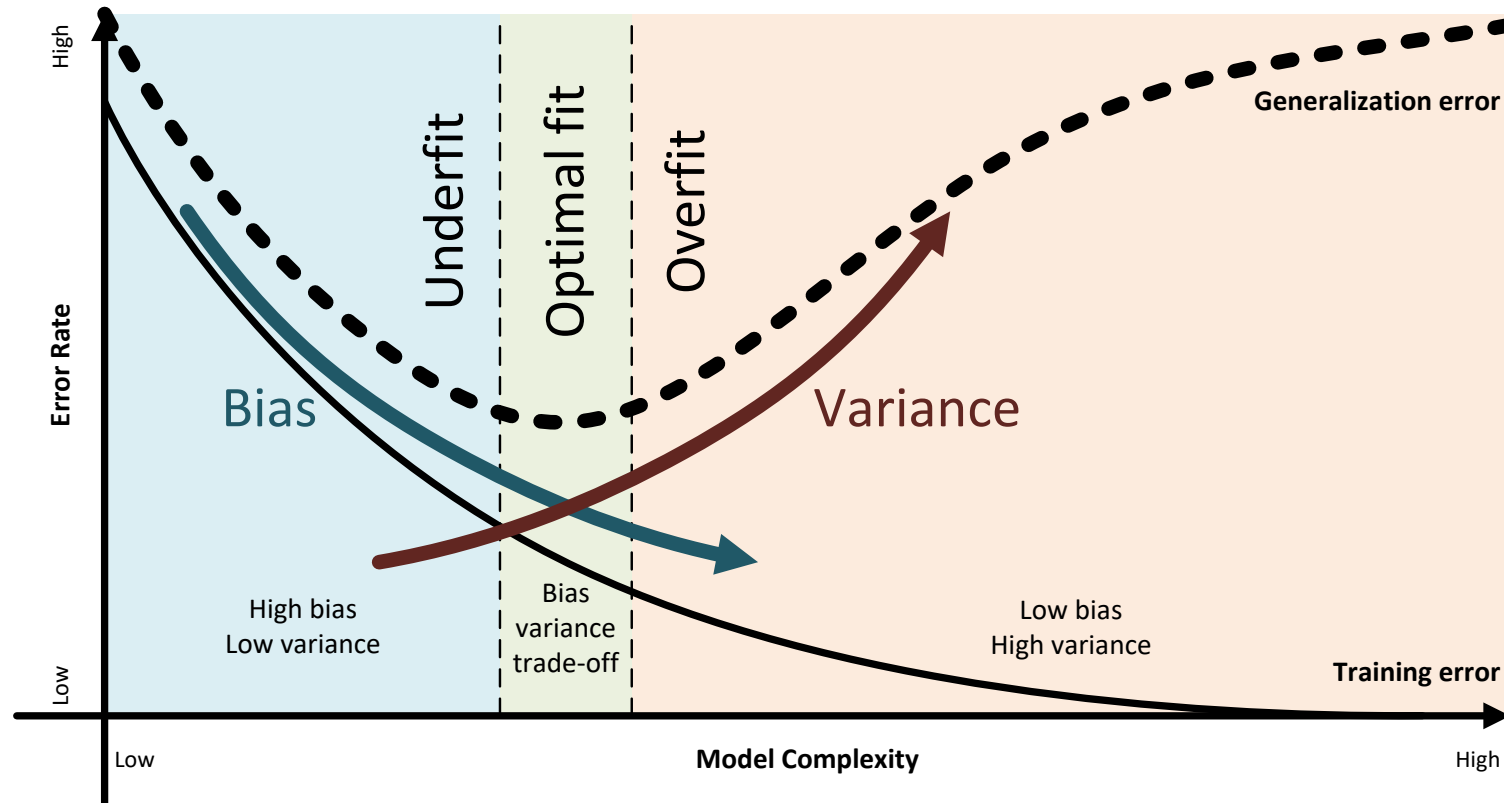 High
Generalization error
Underfit
Optimal fit
Overfit
Error Rate
Bias
Variance
High bias
Low variance
Bias
variance
trade-off
Low bias
High variance
Training error
Low
Low
Model Complexity
High